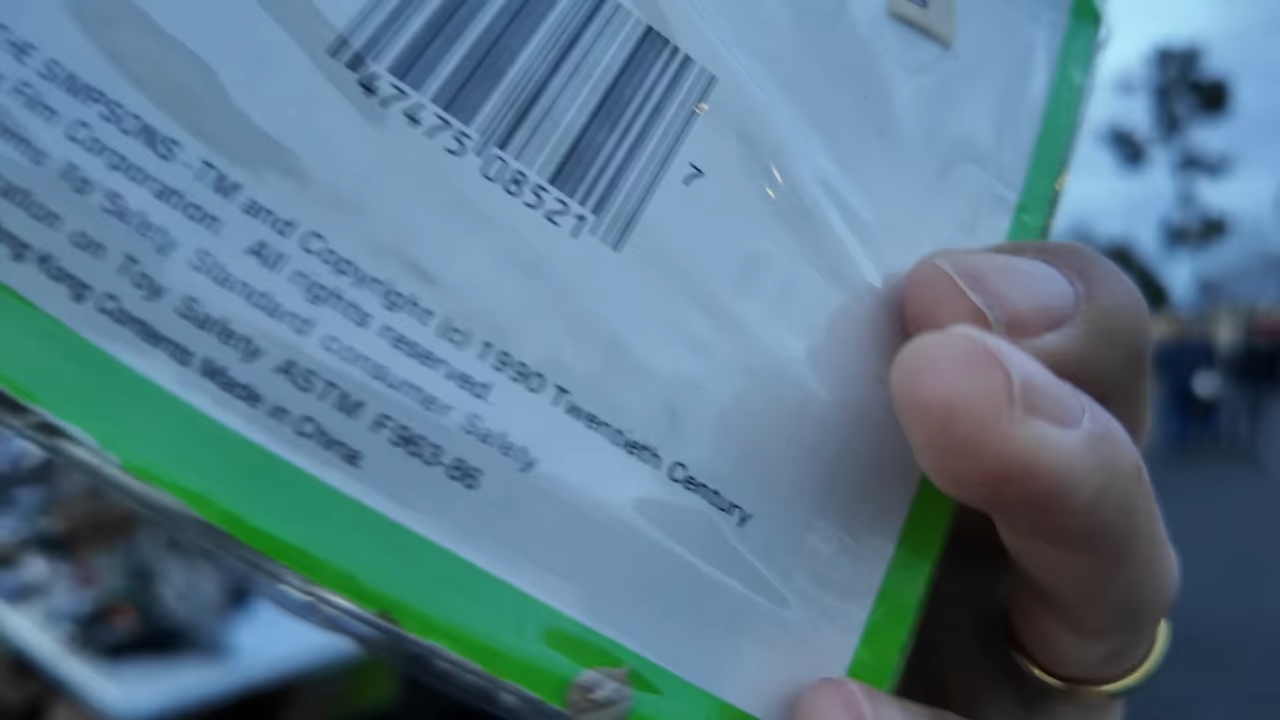 47475 08521 7
THE SIMPSONS TM and Copyright (c) 1990 Twentieth Century
Film Corporation. All rights reserved.
to Safety Standard consumer Safety
on Toy Safety ASTM F963-86
Kong Contents Made in China